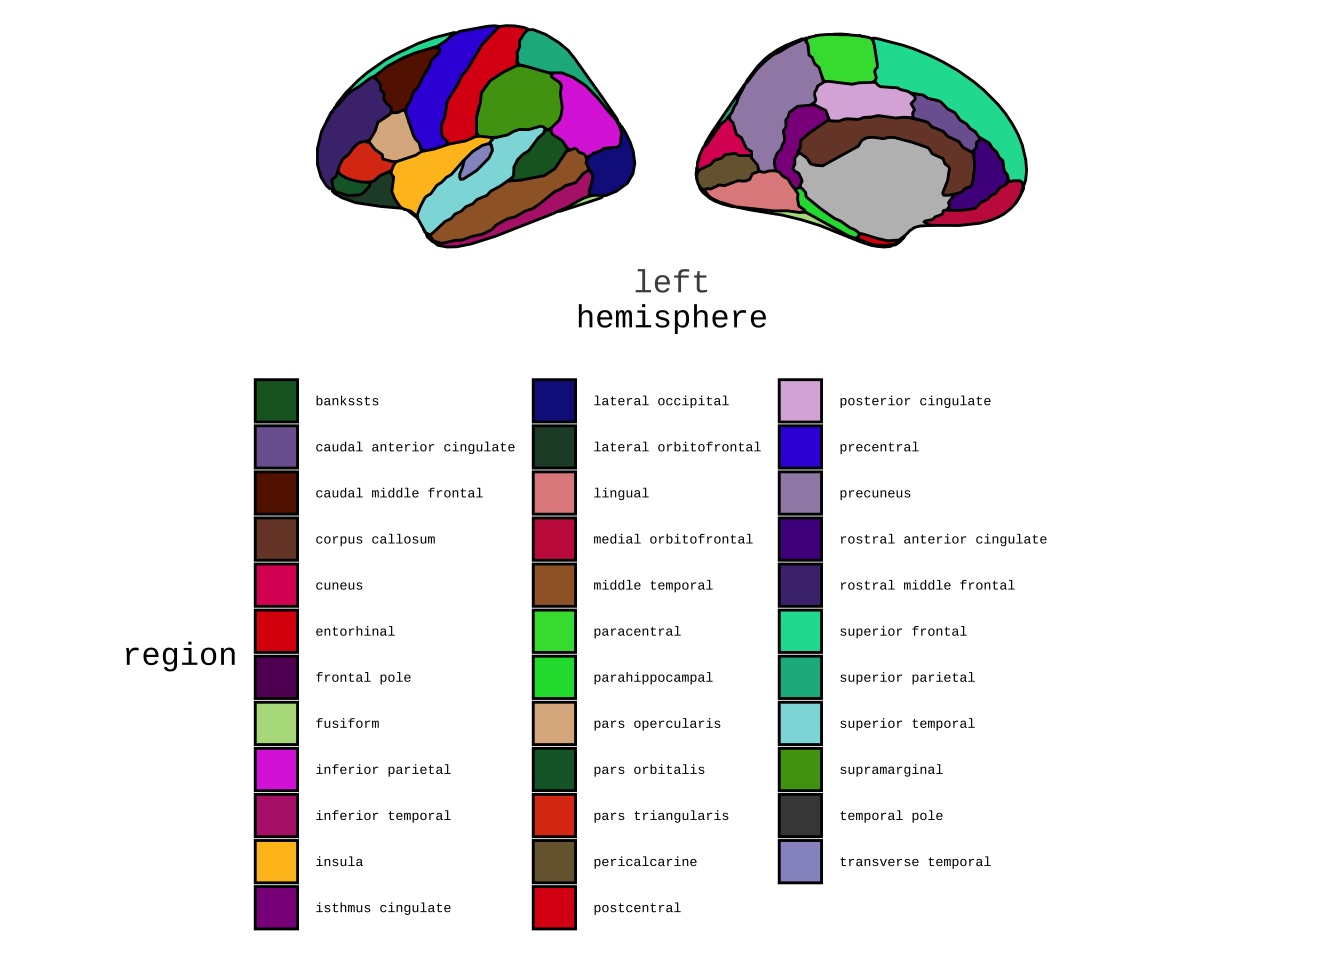 left
hemisphere
region
bankssts
caudal anterior cingulate
caudal middle frontal
corpus callosum
cuneus
entorhinal
frontal pole
fusiform
inferior parietal
inferior temporal
insula
isthmus cingulate
lateral occipital
lateral orbitofrontal
lingual
medial orbitofrontal
middle temporal
paracentral
parahippocampal
pars opercularis
pars orbitalis
pars triangularis
pericalcarine
postcentral
posterior cingulate
precentral
precuneus
rostral anterior cingulate
rostral middle frontal
superior frontal
superior parietal
superior temporal
supramarginal
temporal pole
transverse temporal